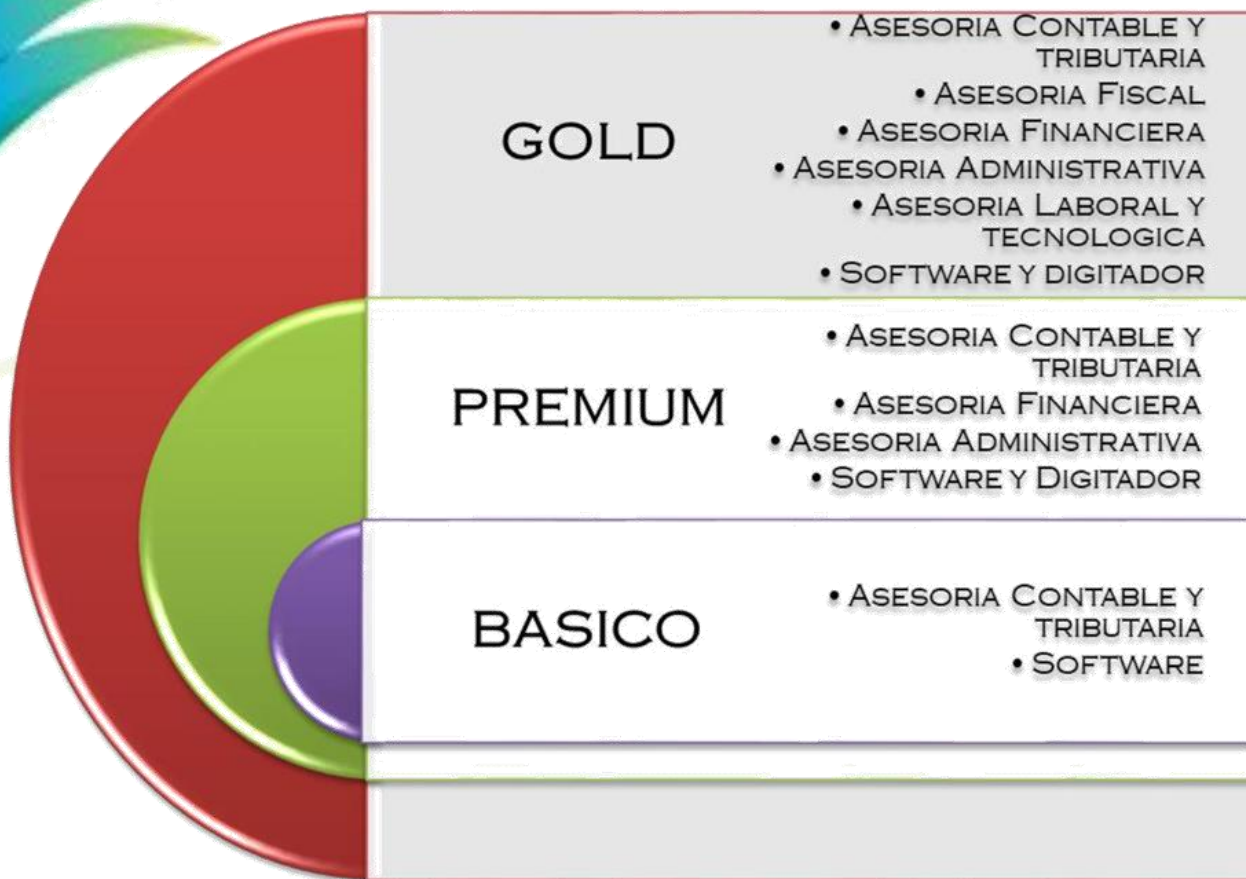 GOLD
• ASESORIA CONTABLE Y
TRIBUTARIA
• ASESORIA FISCAL
• ASESORIA FINANCIERA
• ASESORIA ADMINISTRATIVA
• ASESORIA LABORAL Y
TECNOLOGICA
• SOFTWARE Y DIGITADOR
PREMIUM
• ASESORIA CONTABLE Y
TRIBUTARIA
• ASESORIA FINANCIERA
• ASESORIA ADMINISTRATIVA
• SOFTWARE Y DIGITADOR
BASICO
• ASESORIA CONTABLE Y
TRIBUTARIA
• SOFTWARE